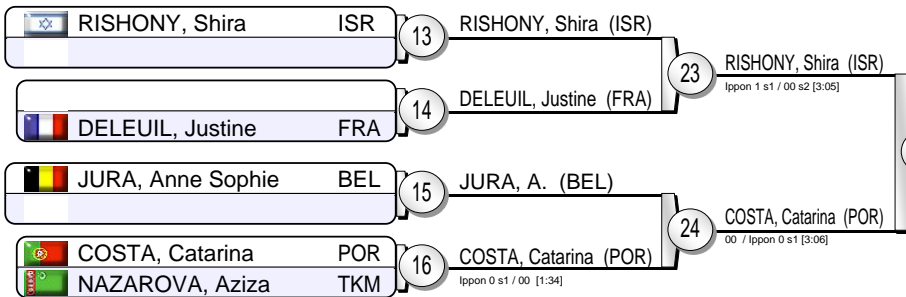 RISHONY, Shira ISR
13
RISHONY, Shira (ISR)
DELEUIL, Justine FRA
14
DELEUIL, Justine (FRA)
23
RISHONY, Shira (ISR)
Ippon 1 s1 / 00 s2 [3:05]
JURA, Anne Sophie BEL
15
JURA, A. (BEL)
COSTA, Catarina POR
NAZAROVA, Aziza TKM
16
COSTA, Catarina (POR)
Ippon 0 s1 / 00 [1:34]
24
COSTA, Catarina (POR)
00 / Ippon 0 s1 [3:06]